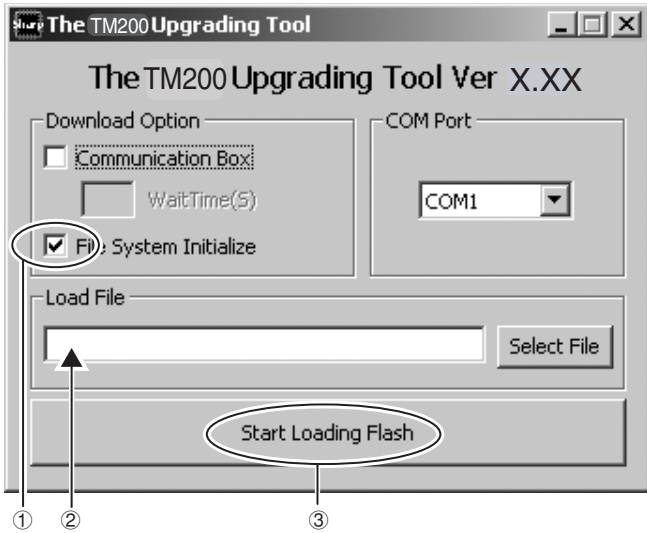 sharp The TM200 Upgrading Tool
The TM200 Upgrading Tool Ver X.XX
Download Option
COM Port
Communication Box
WaitTime(S)
COM1
File System Initialize
Load File
Select File
Start Loading Flash
① ② ③